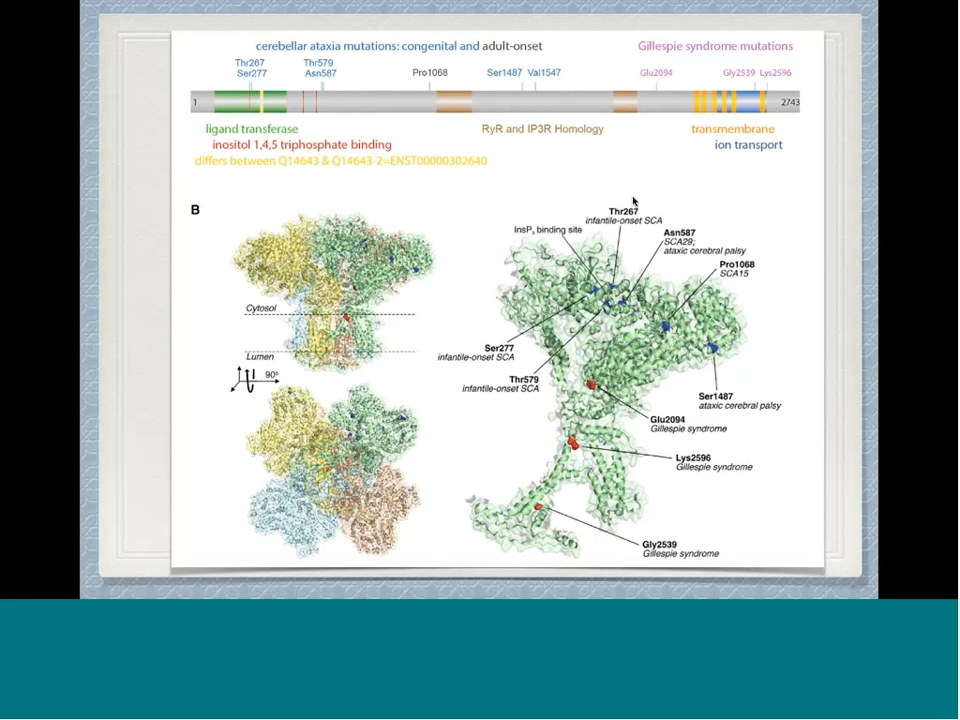 cerebellar ataxia mutations: congenital and adult-onset
Gillespie syndrome mutations
Thr267
Thr579
Ser277
Asn587
Pro1068
Ser1487
Val1547
Glu2094
Gly2539
Lys2596
1
2743
ligand transferase
RyR and IP3R Homology
transmembrane
inositol 1,4,5 triphosphate binding
ion transport
differs between Q14643 & Q14643-2=ENST00000302640
B
Thr267
infantile-onset SCA
InsP3 binding site
Asn587
SCA29;
ataxic cerebral palsy
Pro1068
SCA15
Cytosol
Lumen
90°
Ser277
infantile-onset SCA
Thr579
infantile-onset SCA
Ser1487
ataxic cerebral palsy
Glu2094
Gillespie syndrome
Lys2596
Gillespie syndrome
Gly2539
Gillespie syndrome